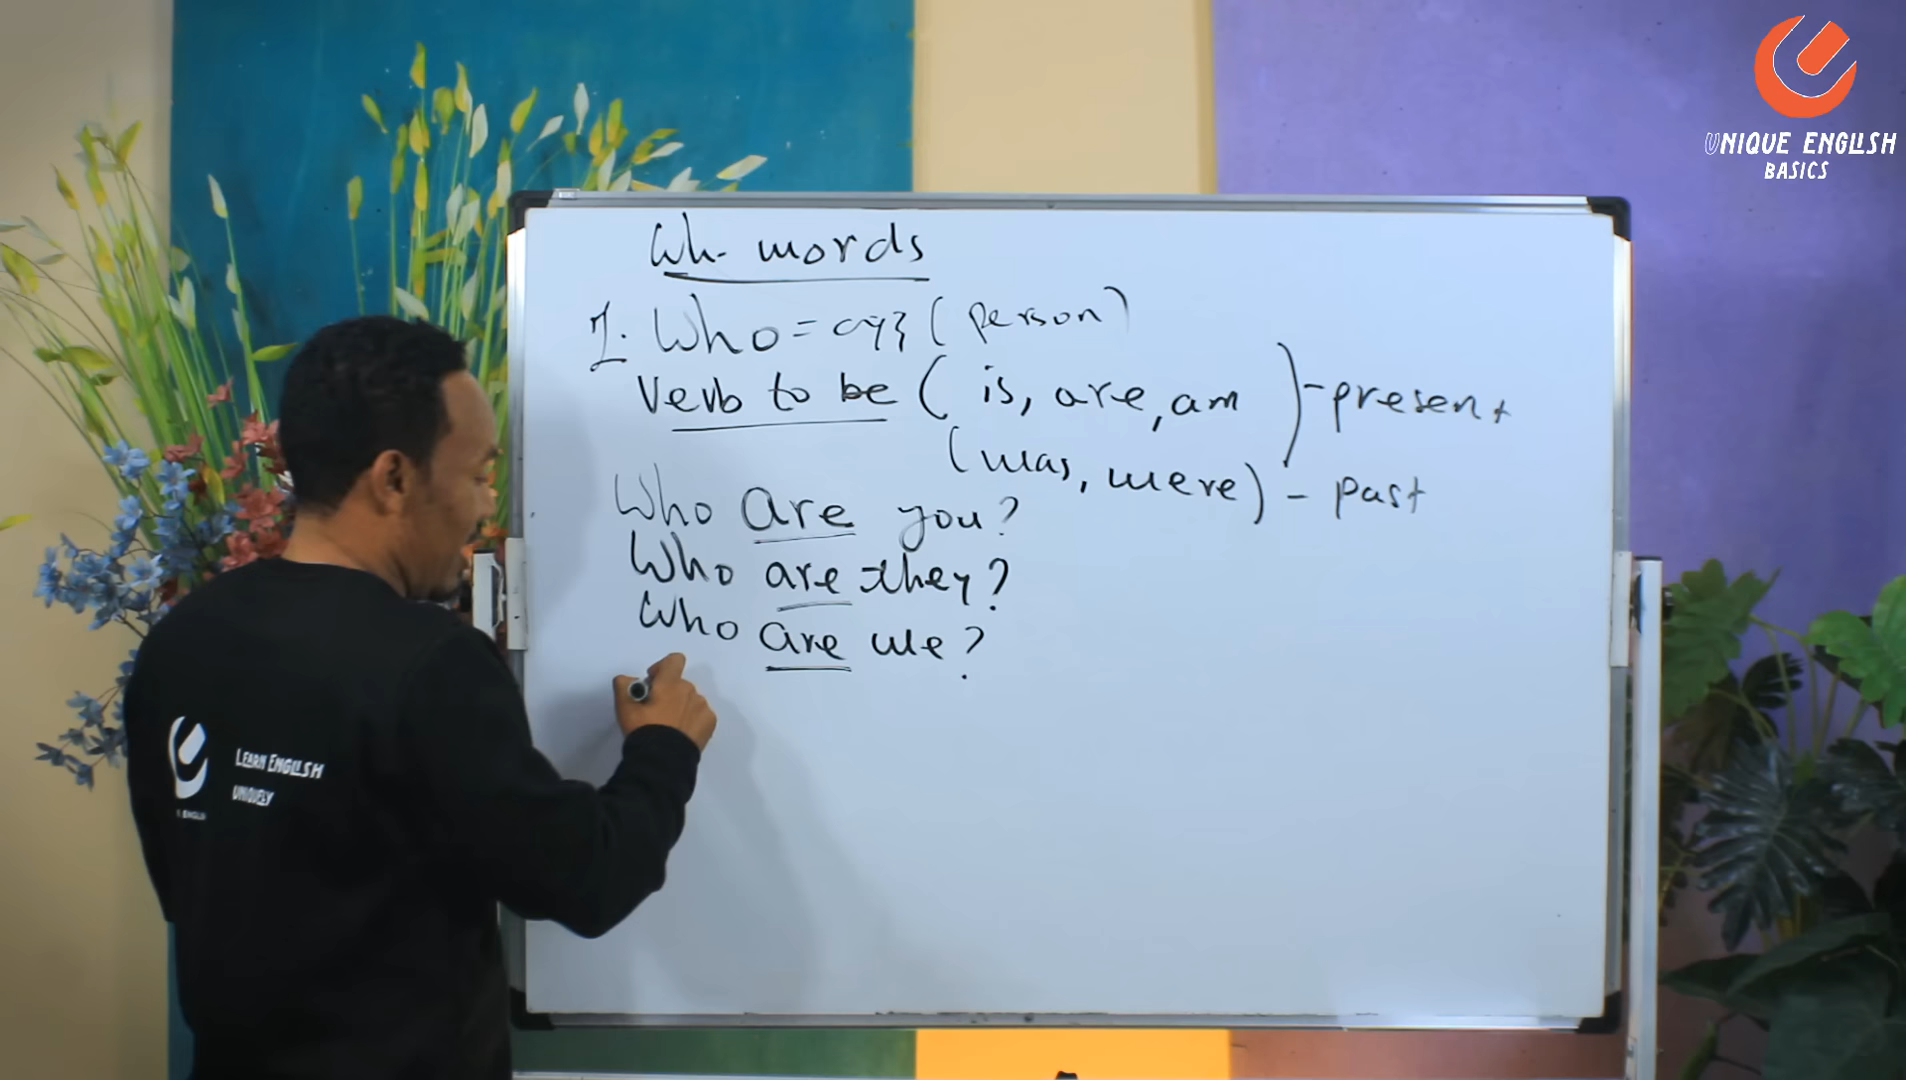 UNIQUE ENGLISH
BASICS
Wh- words
1. Who = ማን (person)
Verb to be ( is, are, am ) - present
(was, were) - past
Who are you?
Who are they?
Who are we?
LEARN ENGLISH
UNIQUELY